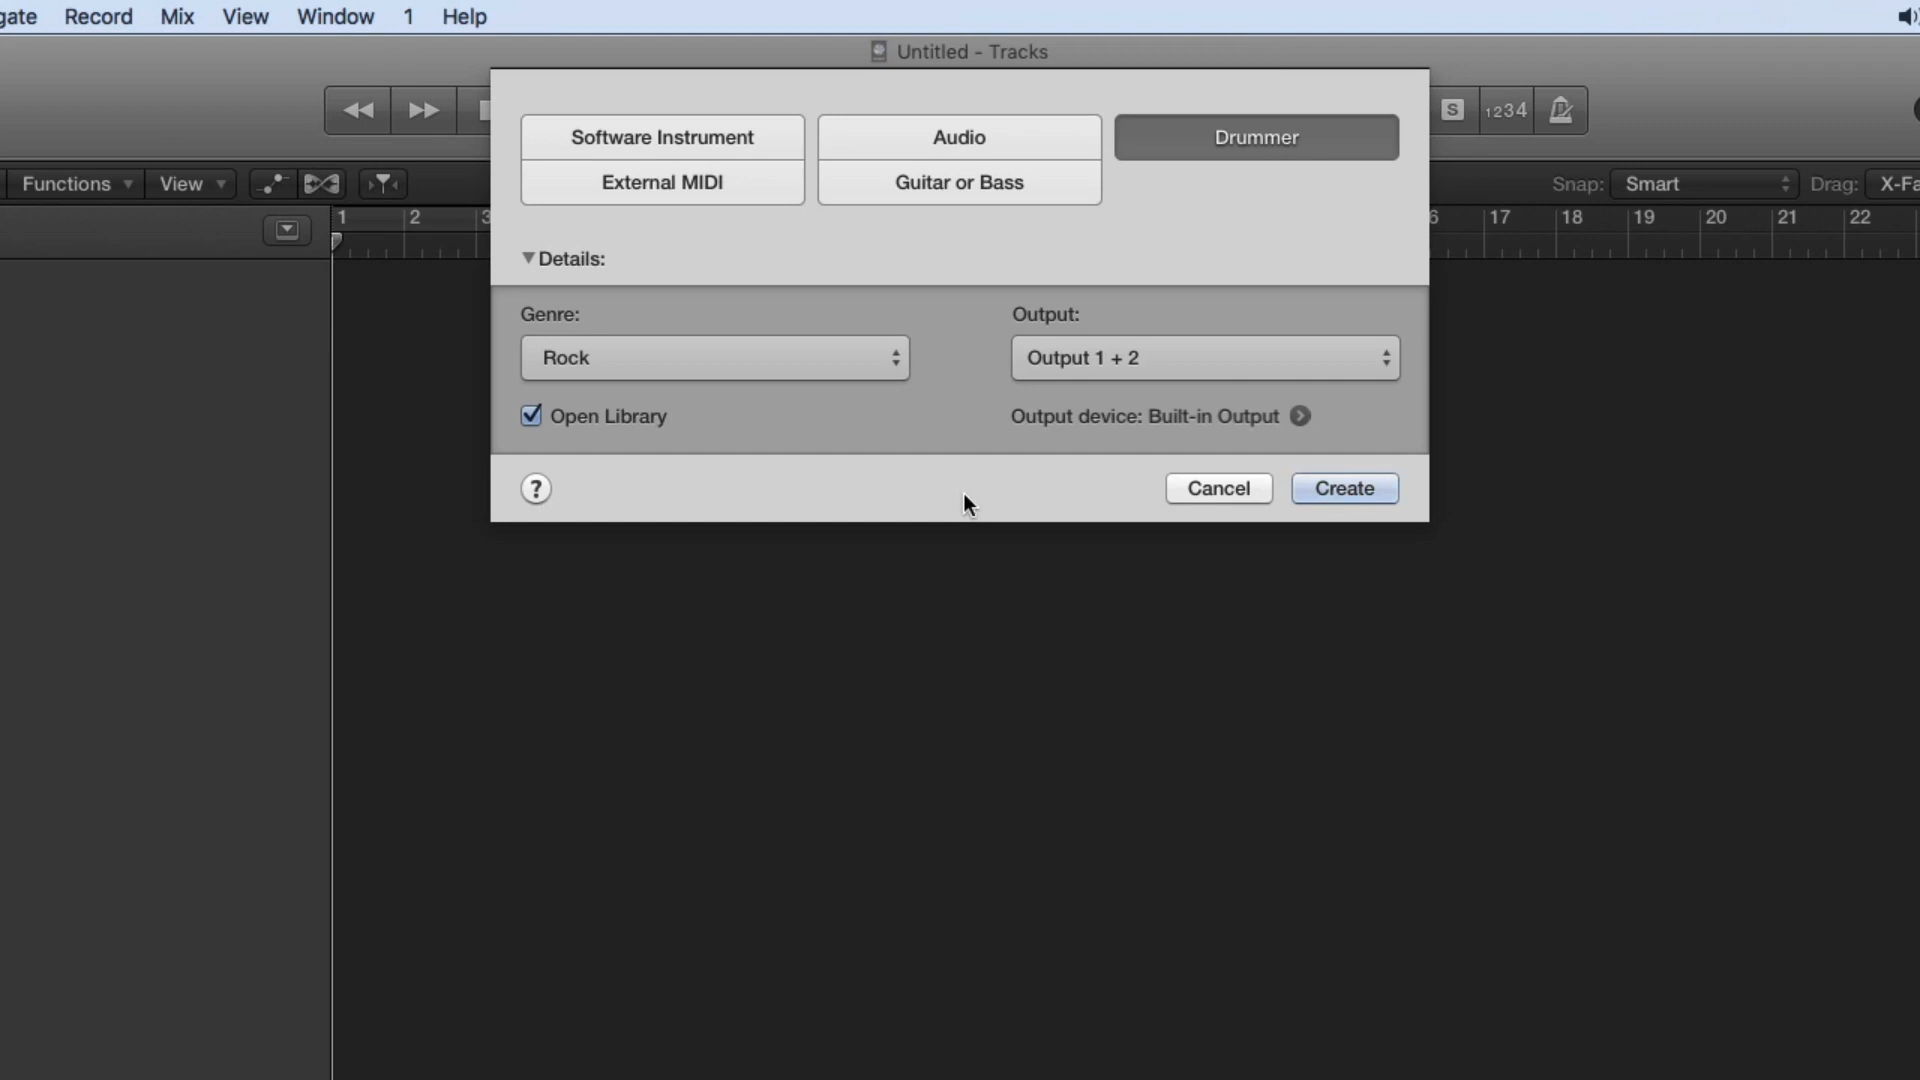 gate Record Mix View Window 1 Help
Untitled - Tracks
Software Instrument Audio Drummer
S 1234
External MIDI Guitar or Bass
Functions View Snap: Smart Drag: X-Fa
1 2 3 6 17 18 19 20 21 22
Details:
Genre: Output:
Rock Output 1 + 2
Open Library Output device: Built-in Output
? Cancel Create